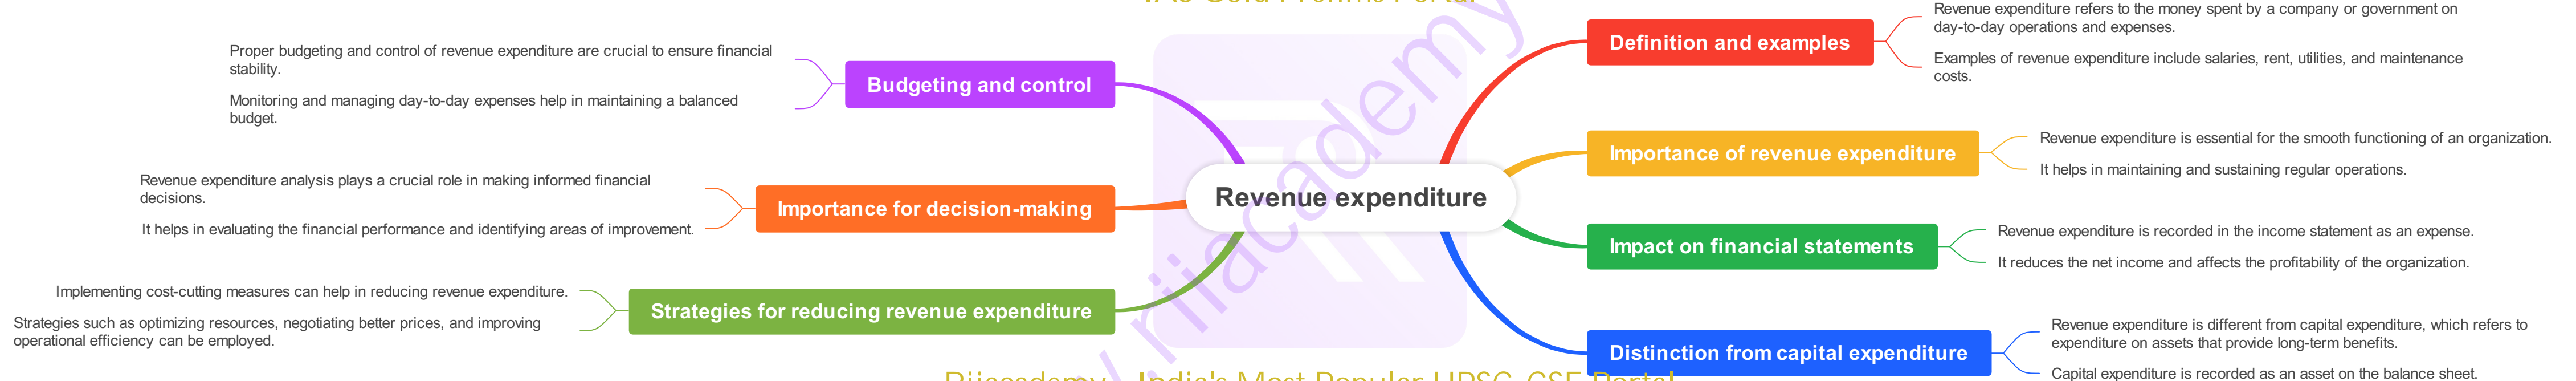 Revenue expenditure
Definition and examples
Revenue expenditure refers to the money spent by a company or government on
day-to-day operations and expenses.
Examples of revenue expenditure include salaries, rent, utilities, and maintenance
costs.
Importance of revenue expenditure
Revenue expenditure is essential for the smooth functioning of an organization.
It helps in maintaining and sustaining regular operations.
Impact on financial statements
Revenue expenditure is recorded in the income statement as an expense.
It reduces the net income and affects the profitability of the organization.
Distinction from capital expenditure
Revenue expenditure is different from capital expenditure, which refers to
expenditure on assets that provide long-term benefits.
Capital expenditure is recorded as an asset on the balance sheet.
Budgeting and control
Proper budgeting and control of revenue expenditure are crucial to ensure financial
stability.
Monitoring and managing day-to-day expenses help in maintaining a balanced
budget.
Importance for decision-making
Revenue expenditure analysis plays a crucial role in making informed financial
decisions.
It helps in evaluating the financial performance and identifying areas of improvement.
Strategies for reducing revenue expenditure
Implementing cost-cutting measures can help in reducing revenue expenditure.
Strategies such as optimizing resources, negotiating better prices, and improving
operational efficiency can be employed.
India's Most Popular UPSC-CSE Portal